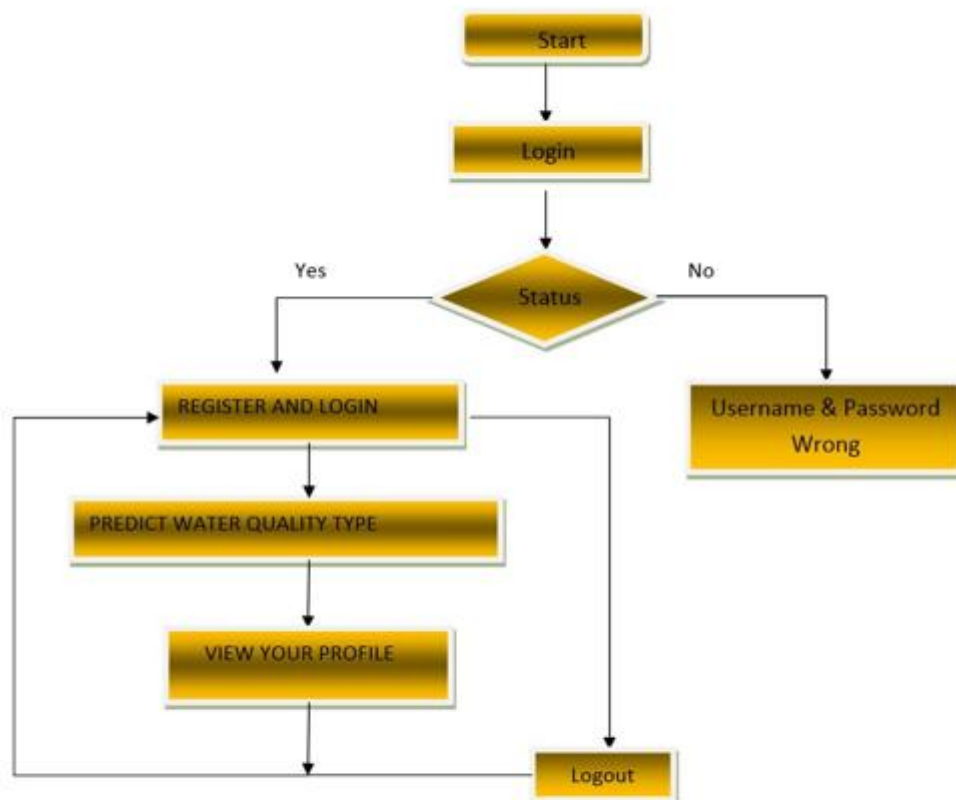 Start
Login
Yes
No
Status
REGISTER AND LOGIN
Username & Password
Wrong
PREDICT WATER QUALITY TYPE
VIEW YOUR PROFILE
Logout